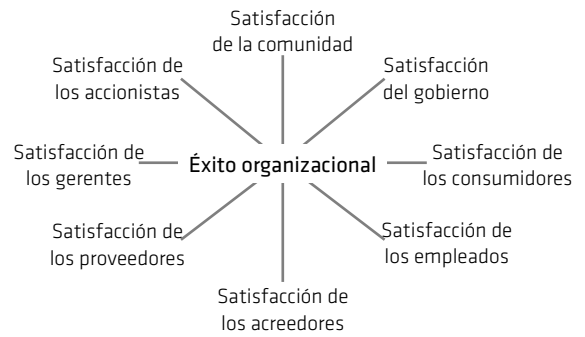 Satisfacción
de la comunidad
Satisfacción de
los accionistas
Satisfacción
del gobierno
Satisfacción de
los gerentes
Éxito organizacional
Satisfacción de
los consumidores
Satisfacción de
los proveedores
Satisfacción de
los empleados
Satisfacción de
los acreedores